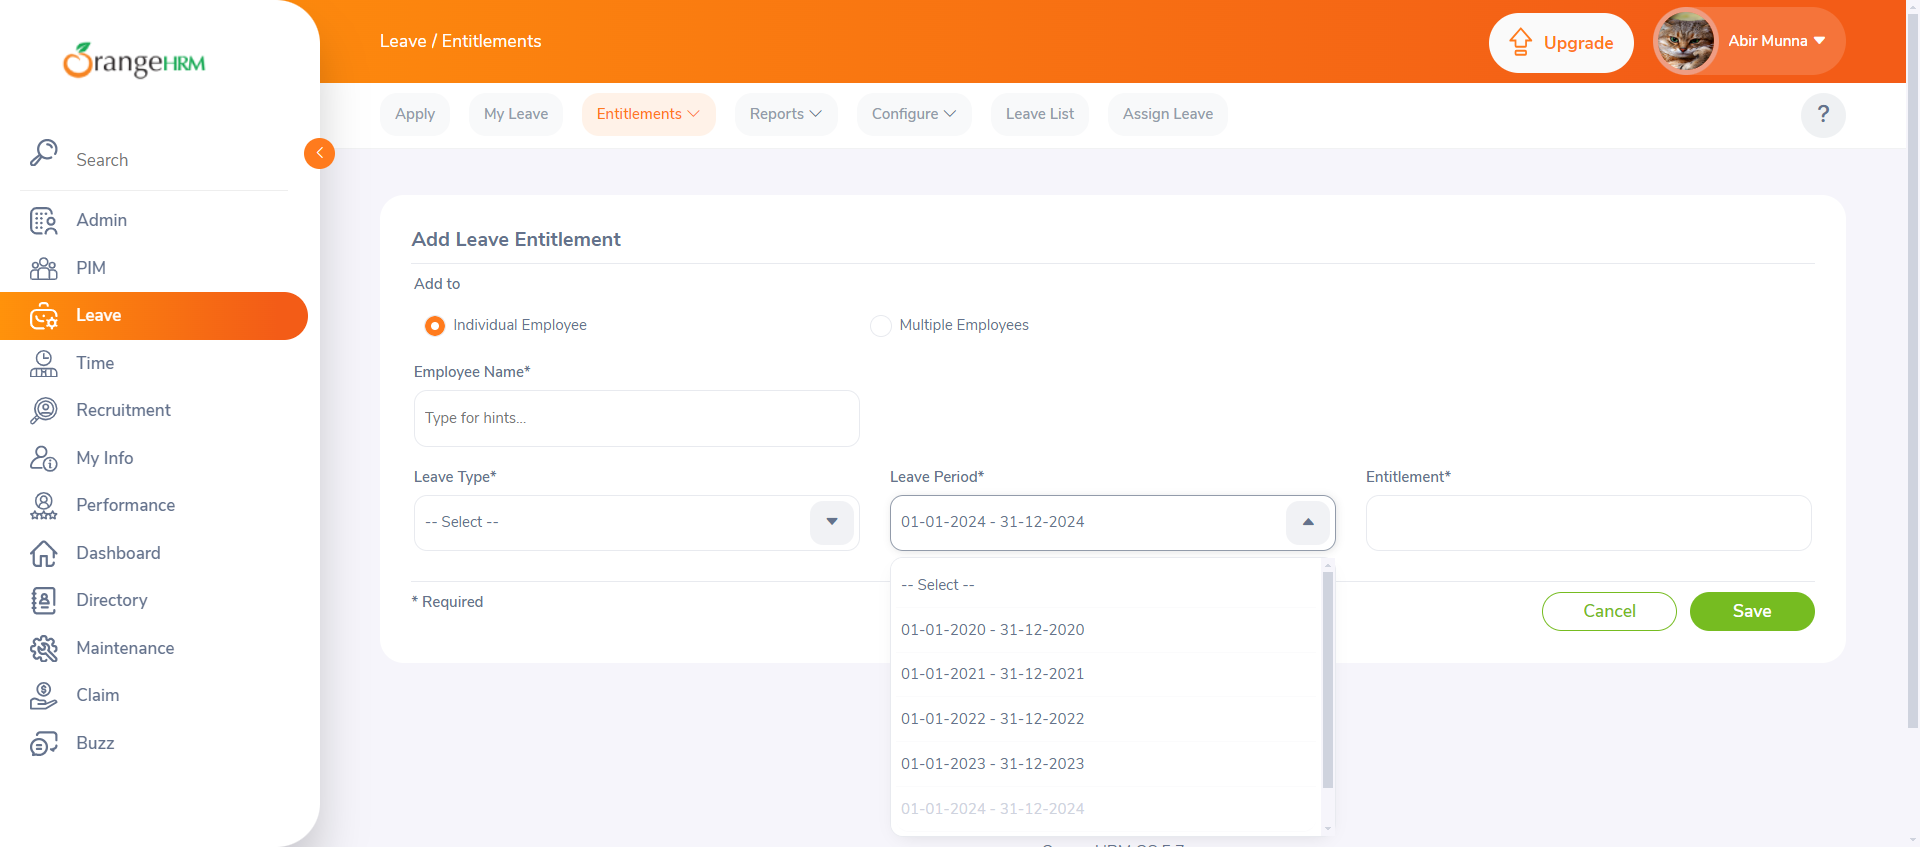 OrangeHRM
Leave / Entitlements
Upgrade
Abir Munna
Apply
My Leave
Entitlements
Reports
Configure
Leave List
Assign Leave
?
Search
Admin
PIM
Leave
Time
Recruitment
My Info
Performance
Dashboard
Directory
Maintenance
Claim
Buzz
Add Leave Entitlement
Add to
Individual Employee
Multiple Employees
Employee Name*
Type for hints...
Leave Type*
Leave Period*
Entitlement*
-- Select --
01-01-2024 - 31-12-2024
-- Select --
01-01-2020 - 31-12-2020
01-01-2021 - 31-12-2021
01-01-2022 - 31-12-2022
01-01-2023 - 31-12-2023
01-01-2024 - 31-12-2024
* Required
Cancel
Save